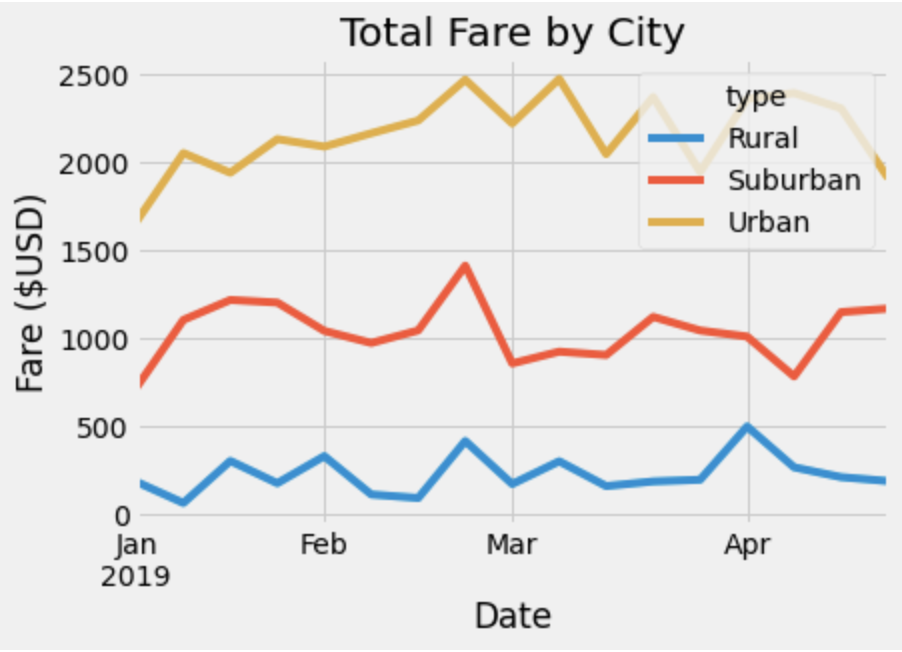 Total Fare by City
type
Rural
Suburban
Urban
Fare ($USD)
2500
2000
1500
1000
500
0
Jan
2019
Feb
Mar
Apr
Date